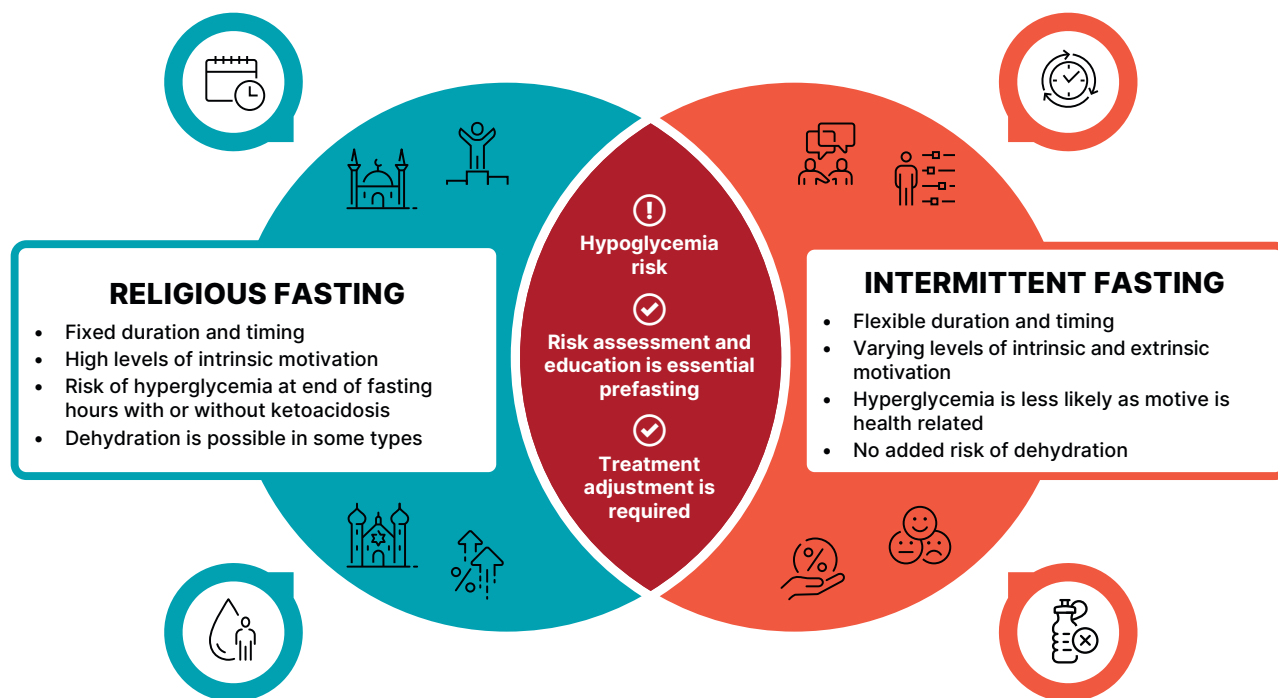 RELIGIOUS FASTING
• Fixed duration and timing
• High levels of intrinsic motivation
• Risk of hyperglycemia at end of fasting
hours with or without ketoacidosis
• Dehydration is possible in some types
Hypoglycemia
risk
Risk assessment and
education is essential
prefasting
Treatment
adjustment is
required
INTERMITTENT FASTING
• Flexible duration and timing
• Varying levels of intrinsic and extrinsic
motivation
• Hyperglycemia is less likely as motive is
health related
• No added risk of dehydration